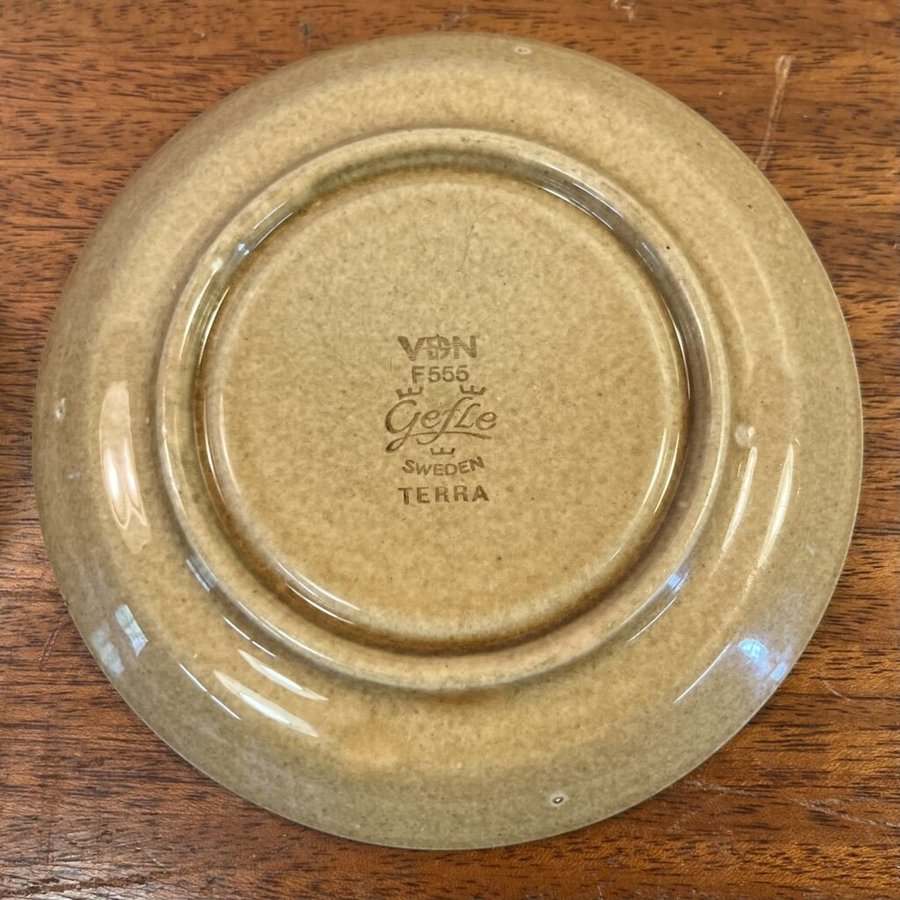 VDN
F555
Gefle
SWEDEN
TERRA